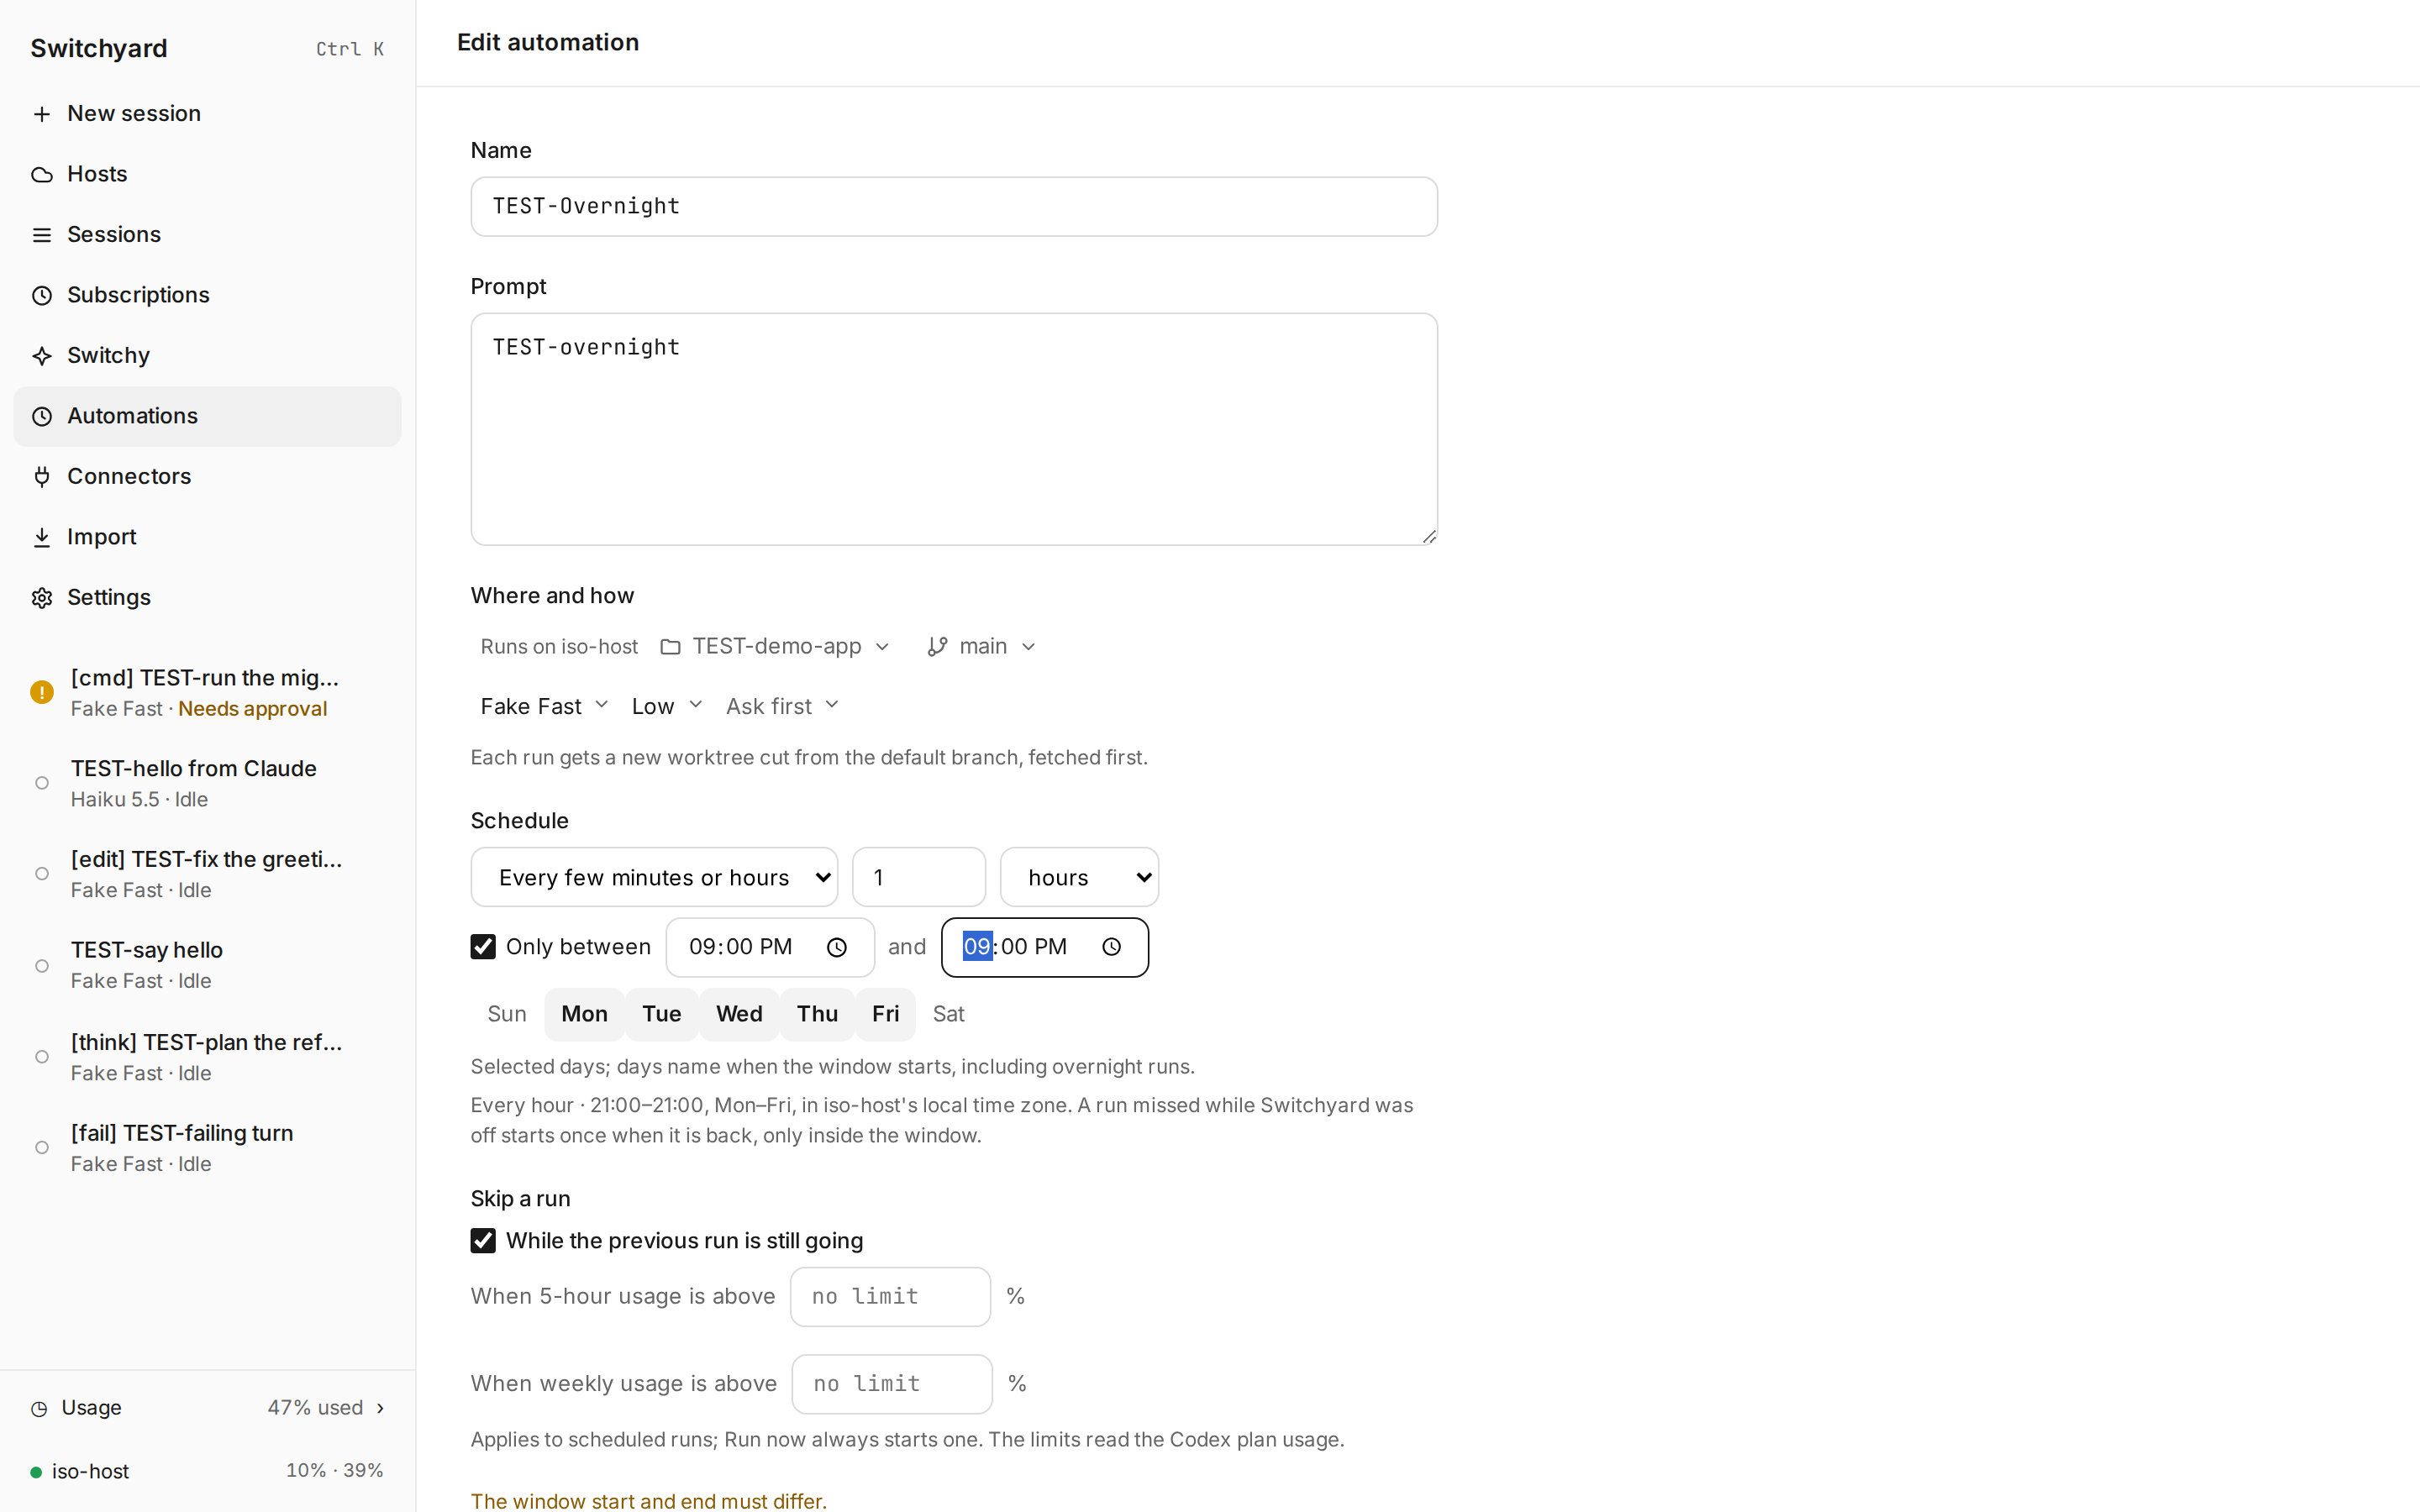 Switchyard Ctrl K
New session
Hosts
Sessions
Subscriptions
Switchy
Automations
Connectors
Import
Settings
[cmd] TEST-run the mig...
Fake Fast · Needs approval
TEST-hello from Claude
Haiku 5.5 · Idle
[edit] TEST-fix the greeti...
Fake Fast · Idle
TEST-say hello
Fake Fast · Idle
[think] TEST-plan the ref...
Fake Fast · Idle
[fail] TEST-failing turn
Fake Fast · Idle
Usage 47% used
iso-host 10% · 39%
Edit automation
Name
TEST-Overnight
Prompt
TEST-overnight
Where and how
Runs on iso-host TEST-demo-app main
Fake Fast Low Ask first
Each run gets a new worktree cut from the default branch, fetched first.
Schedule
Every few minutes or hours 1 hours
Only between 09:00 PM and 09:00 PM
Sun Mon Tue Wed Thu Fri Sat
Selected days; days name when the window starts, including overnight runs.
Every hour · 21:00–21:00, Mon–Fri, in iso-host's local time zone. A run missed while Switchyard was
off starts once when it is back, only inside the window.
Skip a run
While the previous run is still going
When 5-hour usage is above no limit %
When weekly usage is above no limit %
Applies to scheduled runs; Run now always starts one. The limits read the Codex plan usage.
The window start and end must differ.